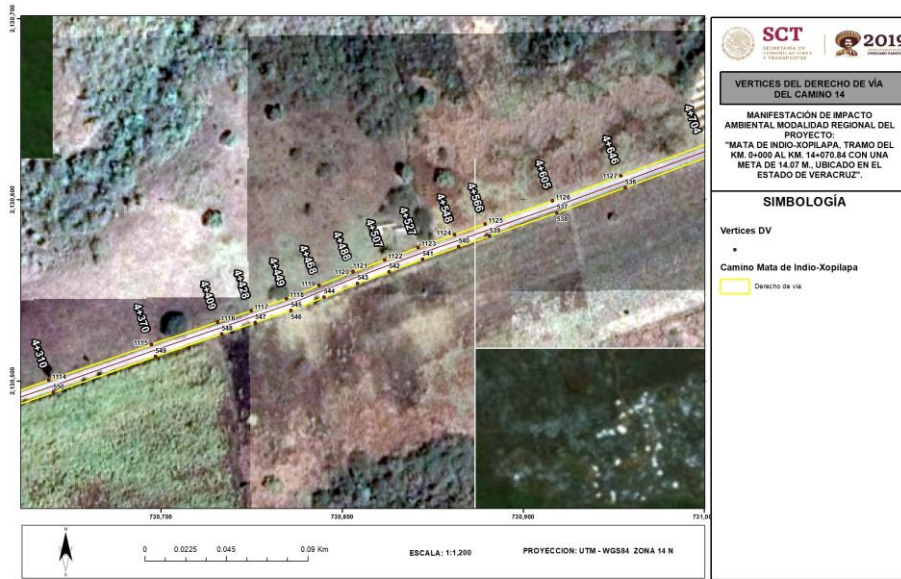 2,130,700
2,130,600
2,130,500
4+704
4+646
4+605
4+566
4+548
4+527
4+507
4+486
4+468
4+449
4+428
4+409
4+370
4+310
1127
536
1126
537
538
1125
539
1124
540
1123
541
1122
542
1121
543
1120
1119
544
1118
545
546
1117
547
1116
548
1115
549
1114
550
730,700
730,800
730,900
SCT
SECRETARÍA DE
COMUNICACIONES
Y TRANSPORTES
2019
VERTICES DEL DERECHO DE VÍA
DEL CAMINO 14
MANIFESTACIÓN DE IMPACTO
AMBIENTAL MODALIDAD REGIONAL DEL
PROYECTO:
"MATA DE INDIO-XOPILAPA, TRAMO DEL
KM. 0+000 AL KM. 14+070.84 CON UNA
META DE 14.07 M., UBICADO EN EL
ESTADO DE VERACRUZ".
SIMBOLOGÍA
Vertices DV
Camino Mata de Indio-Xopilapa
Derecho de vía
N
0 0.0225 0.045 0.09 Km
ESCALA: 1:1,200
PROYECCION: UTM - WGS84 ZONA 14 N